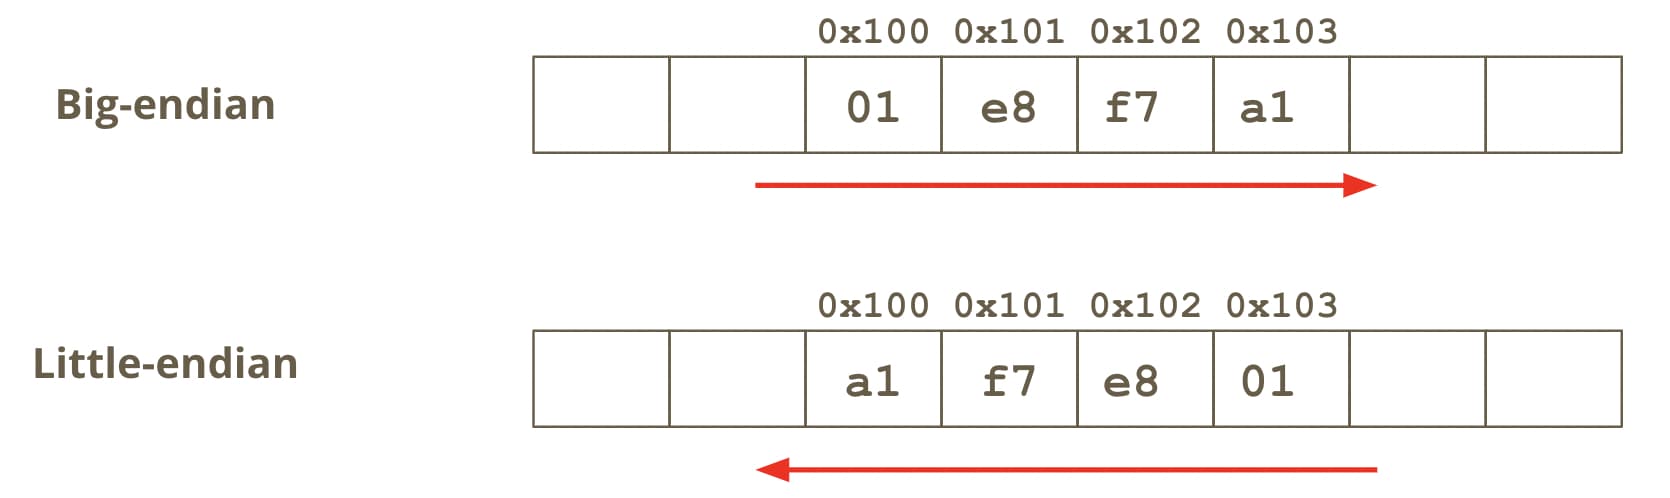 0x100 0x101 0x102 0x103
Big-endian 01 e8 f7 a1
0x100 0x101 0x102 0x103
Little-endian a1 f7 e8 01